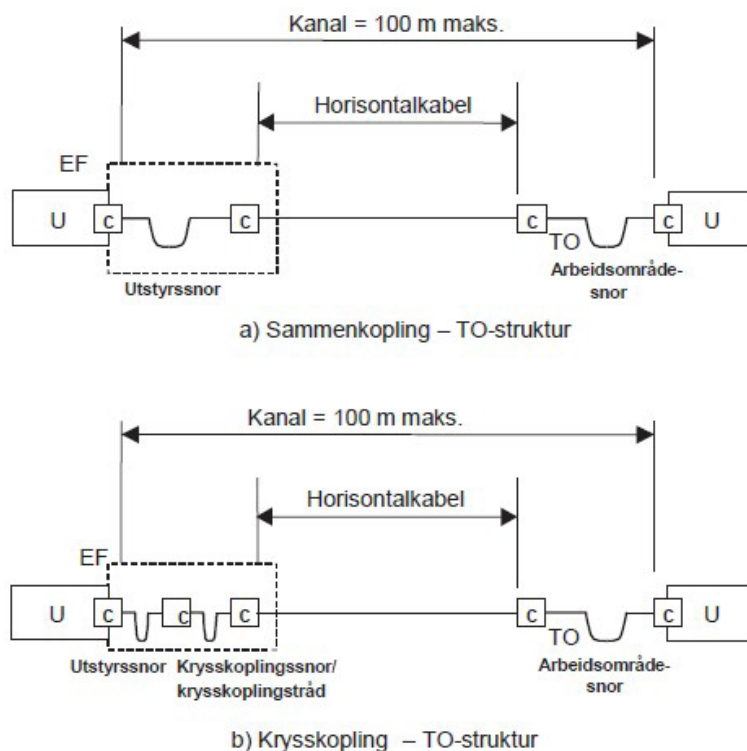 Kanal = 100 m maks.
Horisontalkabel
EF
U
c
c
c
c
U
TO
Utstyrssnor
Arbeidsområde-
snor
a) Sammenkopling – TO-struktur
Kanal = 100 m maks.
Horisontalkabel
EF
U
c
c
c
c
c
U
TO
Utstyrssnor
Krysskoplingssnor/
krysskoplingstråd
Arbeidsområde-
snor
b) Krysskopling – TO-struktur